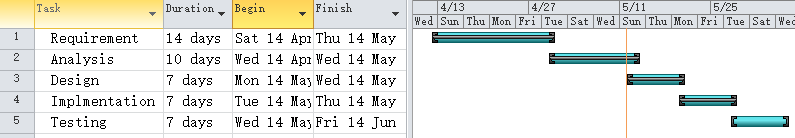 Task Duration Begin Finish
4/13 4/27 5/11 5/25
Wed Sun Thu Mon Fri Tue Sat Wed Sun Thu Mon Fri Tue Sat Wed
1 Requirement 14 days Sat 14 Apr Thu 14 May
2 Analysis 10 days Wed 14 Apr Wed 14 May
3 Design 7 days Mon 14 May Wed 14 May
4 Implmentation 7 days Tue 14 May Thu 14 May
5 Testing 7 days Wed 14 May Fri 14 Jun